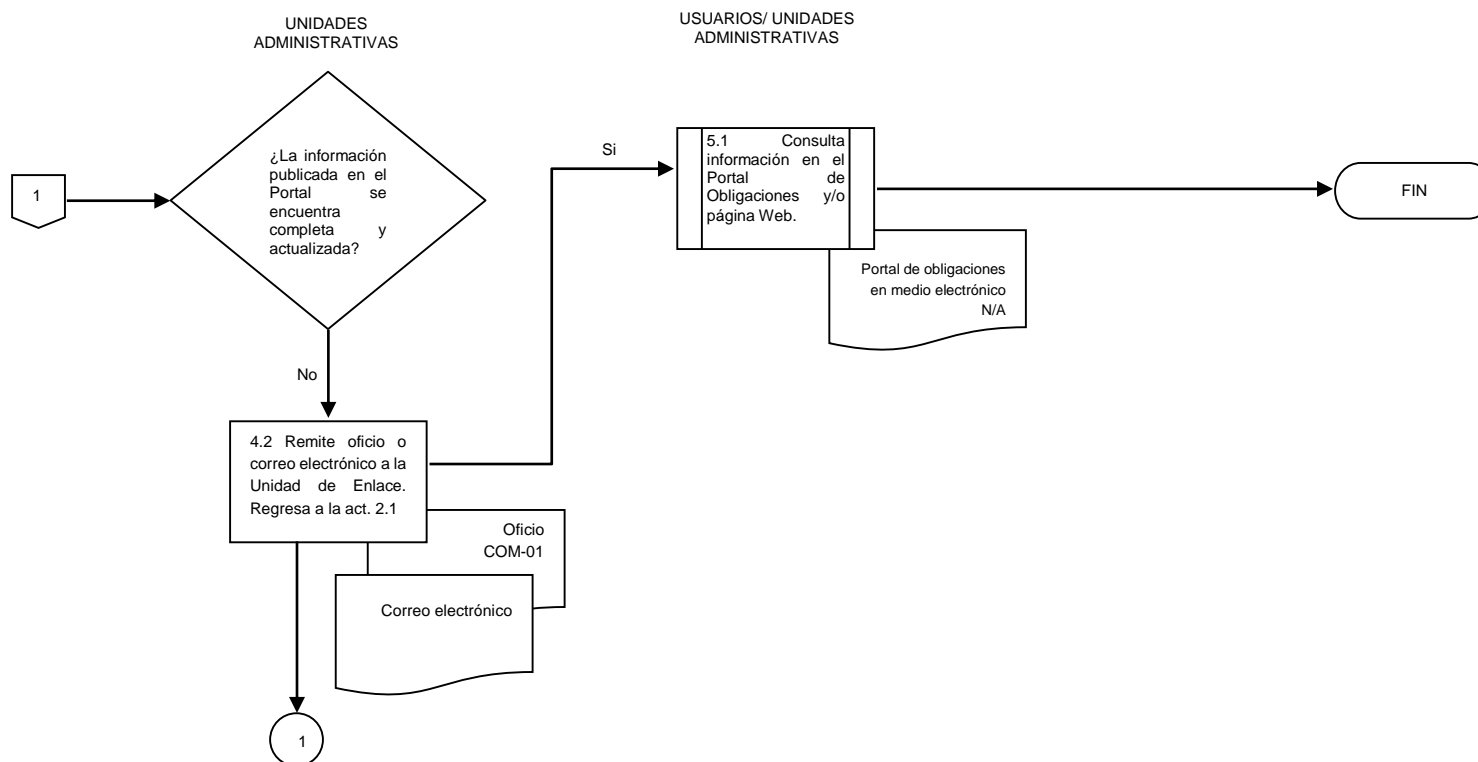 UNIDADES
ADMINISTRATIVAS
USUARIOS/ UNIDADES
ADMINISTRATIVAS
1
¿La información
publicada en el
Portal se
encuentra
completa y
actualizada?
Si
5.1 Consulta
información en el
Portal de
Obligaciones y/o
página Web.
FIN
Portal de obligaciones
en medio electrónico
N/A
No
4.2 Remite oficio o
correo electrónico a la
Unidad de Enlace.
Regresa a la act. 2.1
Oficio
COM-01
Correo electrónico
1